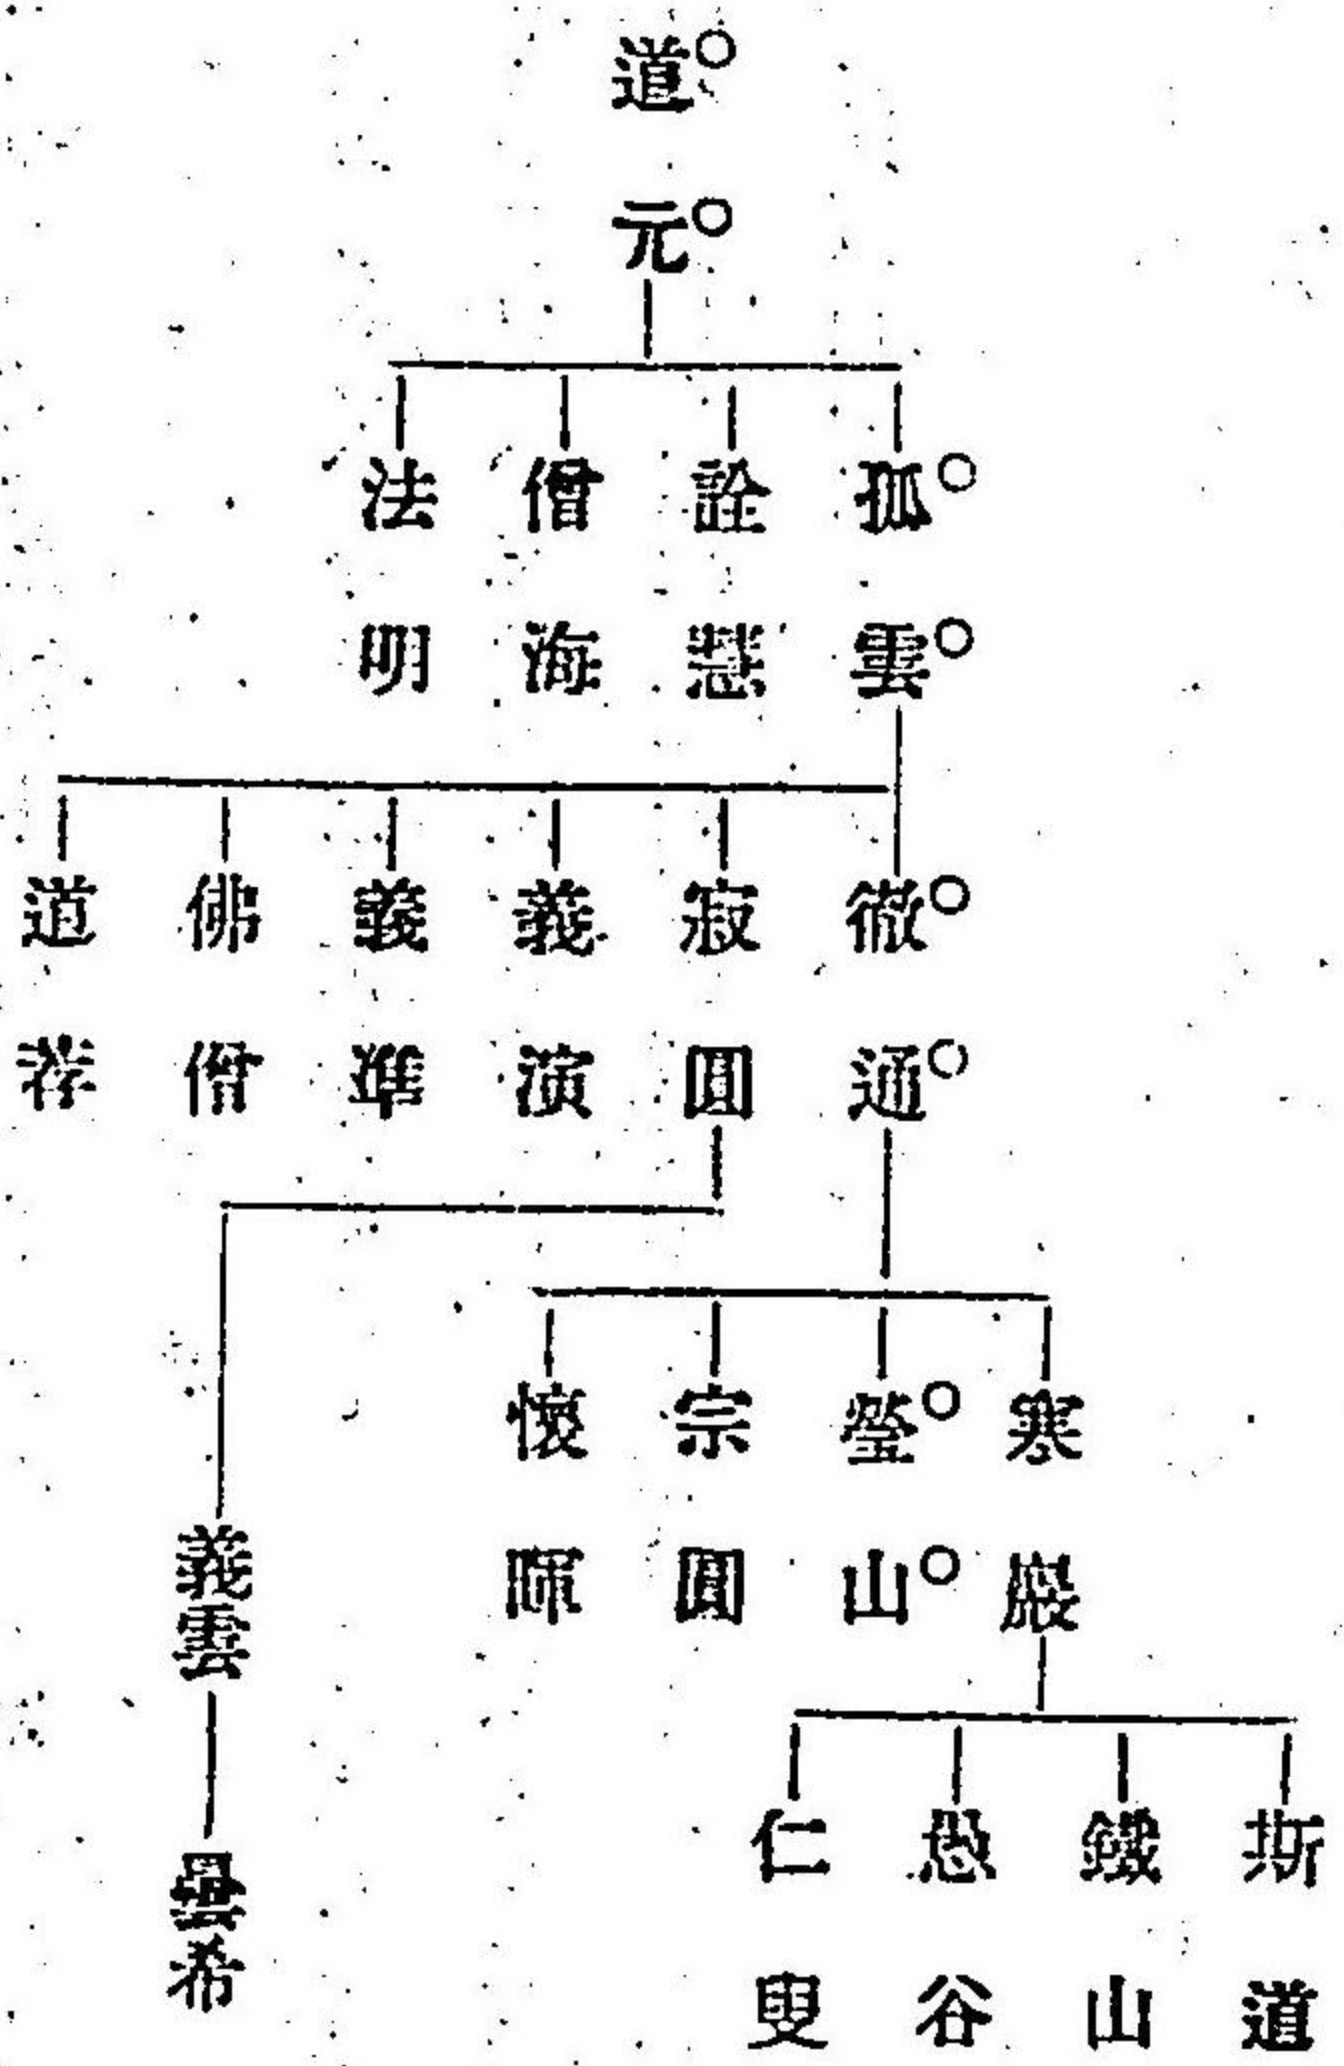 道元
孤雲
詮慧
僧海
法明
徹通
寂圓
義演
義準
佛僧
道荐
寒巖
瑩山
宗圓
懷暉
義雲
曇希
斯道
鐵山
愚谷
仁叟